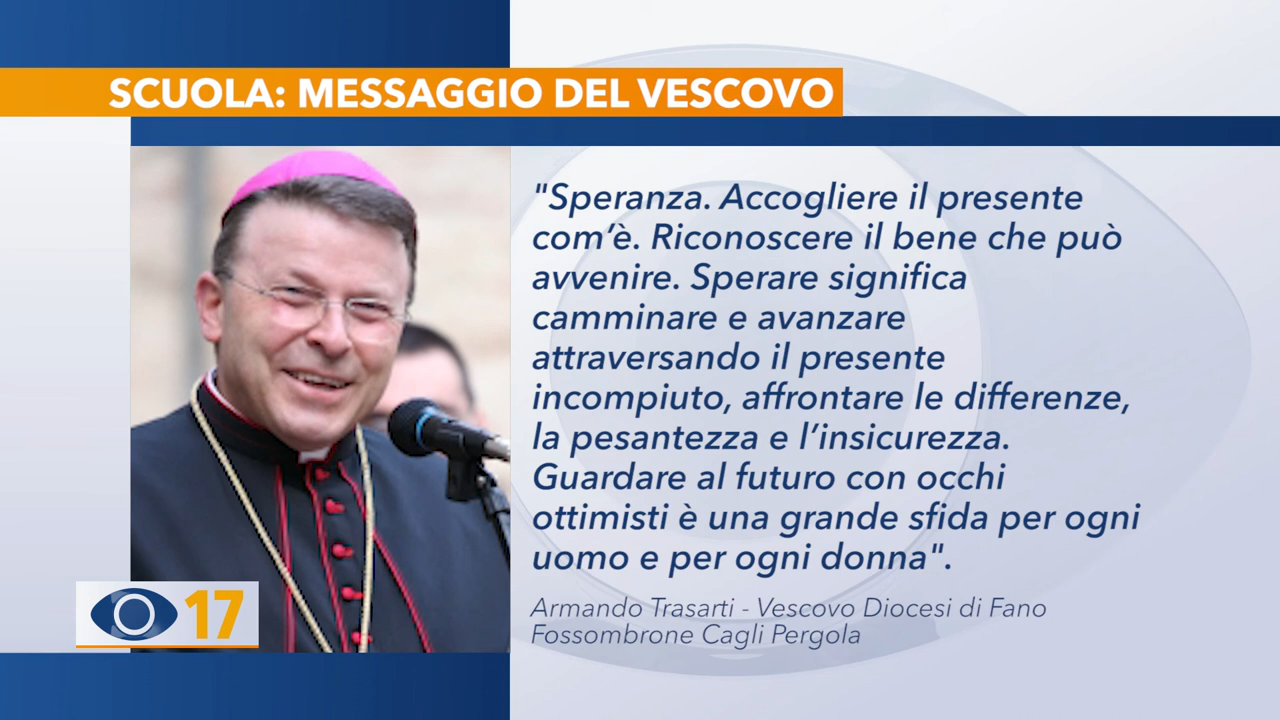 SCUOLA: MESSAGGIO DEL VESCOVO
"Speranza. Accogliere il presente
com’è. Riconoscere il bene che può
avvenire. Sperare significa
camminare e avanzare
attraversando il presente
incompiuto, affrontare le differenze,
la pesantezza e l’insicurezza.
Guardare al futuro con occhi
ottimisti è una grande sfida per ogni
uomo e per ogni donna".
Armando Trasarti - Vescovo Diocesi di Fano
Fossombrone Cagli Pergola
17